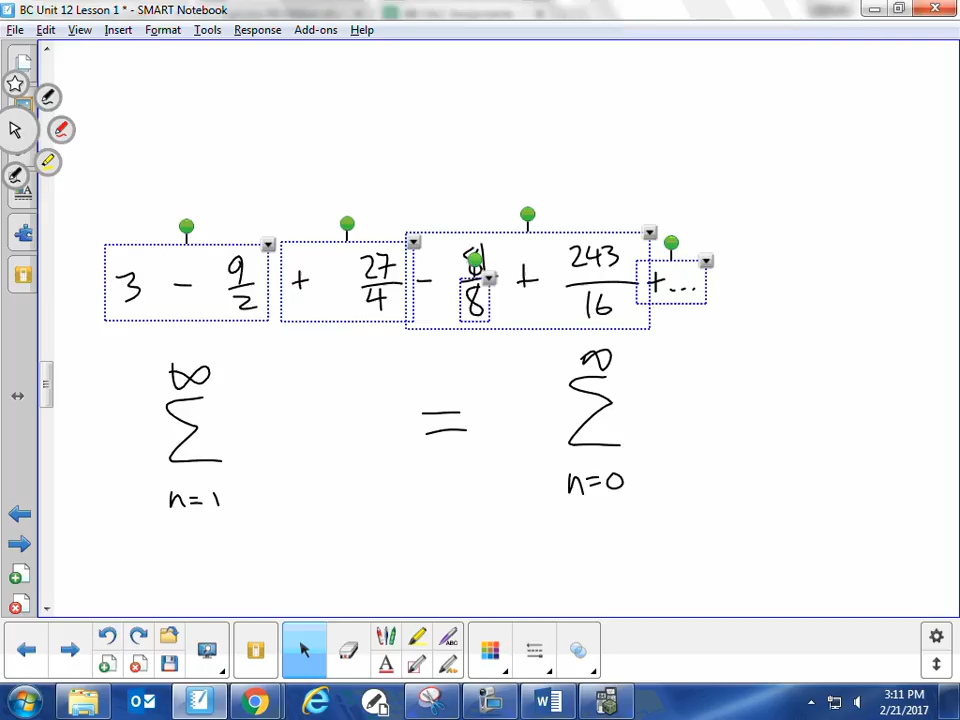 BC Unit 12 Lesson 1 * - SMART Notebook
File Edit View Insert Format Tools Response Add-ons Help
3 - 9/2 + 27/4 - 81/8 + 243/16 + ...
∞ ∞
Σ = Σ
n=1 n=0
ABC
A A
3:11 PM
2/21/2017